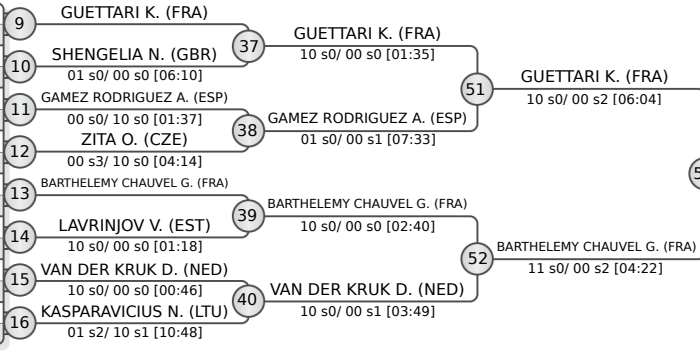 9
GUETTARI K. (FRA)
10
SHENGELIA N. (GBR)
01 s0/ 00 s0 [06:10]
11
GAMEZ RODRIGUEZ A. (ESP)
00 s0/ 10 s0 [01:37]
12
ZITA O. (CZE)
00 s3/ 10 s0 [04:14]
13
BARTHELEMY CHAUVEL G. (FRA)
14
LAVRINJOV V. (EST)
10 s0/ 00 s0 [01:18]
15
VAN DER KRUK D. (NED)
10 s0/ 00 s0 [00:46]
16
KASPARAVICIUS N. (LTU)
01 s2/ 10 s1 [10:48]
37
GUETTARI K. (FRA)
10 s0/ 00 s0 [01:35]
38
GAMEZ RODRIGUEZ A. (ESP)
01 s0/ 00 s1 [07:33]
39
BARTHELEMY CHAUVEL G. (FRA)
10 s0/ 00 s0 [02:40]
40
VAN DER KRUK D. (NED)
10 s0/ 00 s1 [03:49]
51
GUETTARI K. (FRA)
10 s0/ 00 s2 [06:04]
52
BARTHELEMY CHAUVEL G. (FRA)
11 s0/ 00 s2 [04:22]